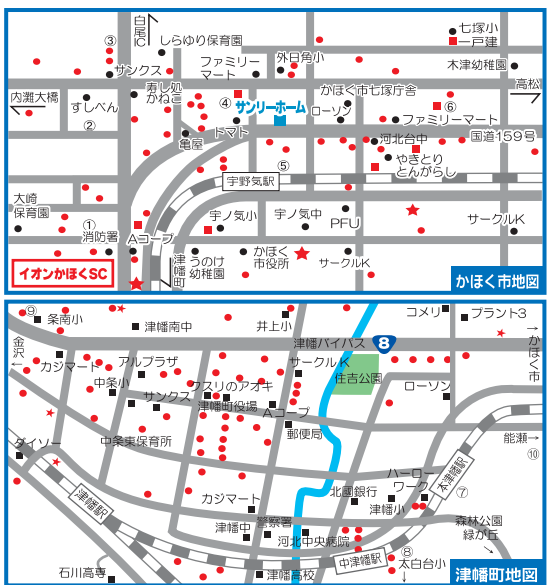 白尾IC
③
しらゆり保育園
七塚小
一戸建
サンクス
ファミリーマート
外日角小
木津幼稚園
かほく市七塚庁舎
高松
内灘大橋
すしべん
寿し処
かねこ
④
サンリーホーム
ローソン
⑥
②
トマト
ファミリーマート
亀屋
河北台中
国道159号
やきとり
とんがらし
⑤
宇野気駅
大崎
保育園
①
消防署
Aコープ
宇ノ気小
宇ノ気中
PFU
サークルK
津幡町
うのけ
幼稚園
かほく
市役所
サークルK
イオンかほくSC
かほく市地図
⑨
条南小
津幡南中
井上小
コメリ
プラント3
津幡バイパス
8
金沢
カジマート
アルプラザ
サークルK
住吉公園
かほく市
中条小
クスリのアオキ
ローソン
サンクス
津幡町役場
Aコープ
ダイソー
中条東保育所
郵便局
能瀬
⑩
本津幡駅
ハーロー
ワーク
⑦
津幡駅
カジマート
北國銀行
津幡小
森林公園
緑が丘
津幡中
警察署
河北中央病院
中津幡駅
⑧
太白台小
石川高専
津幡高校
津幡町地図